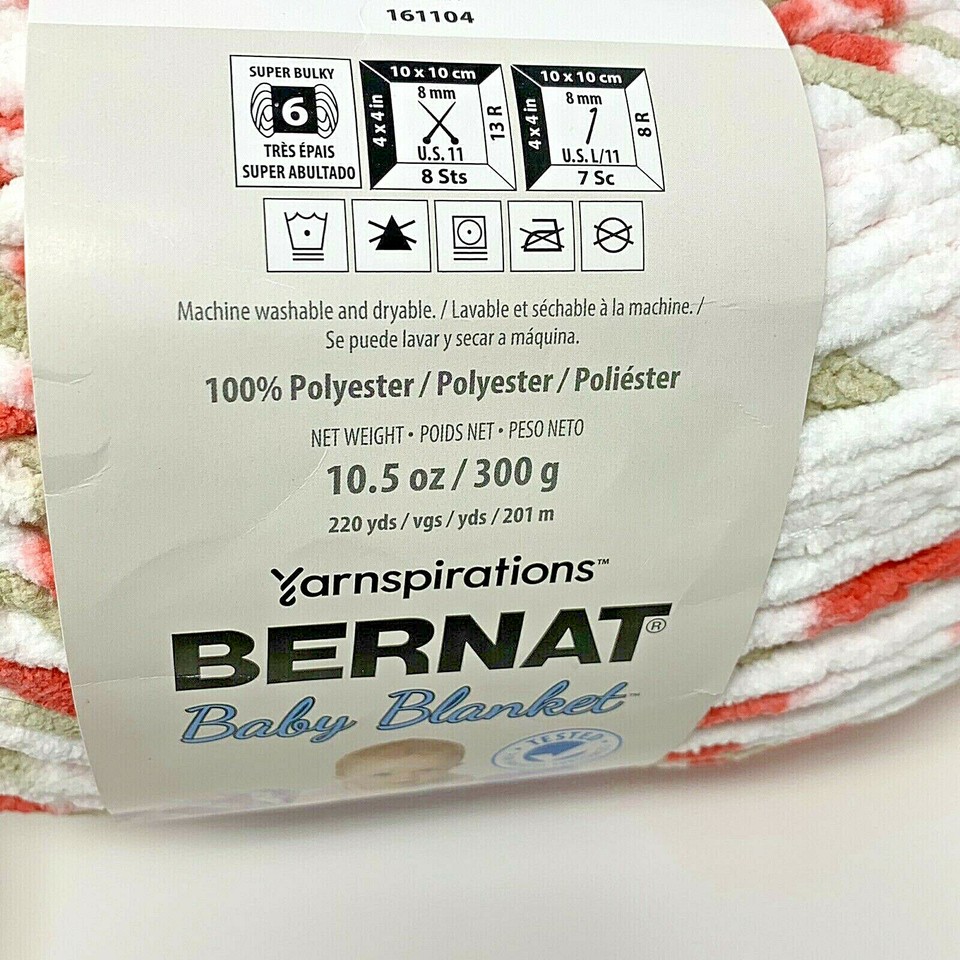 161104
SUPER BULKY
6
TRÈS ÉPAIS
SUPER ABULTADO
10 x 10 cm
4 x 4 in
8 mm
13 R
U.S. 11
8 Sts
10 x 10 cm
4 x 4 in
8 mm
8 R
U.S. L/11
7 Sc
Machine washable and dryable. / Lavable et séchable à la machine. /
Se puede lavar y secar a máquina.
100% Polyester / Polyester / Poliéster
NET WEIGHT • POIDS NET • PESO NETO
10.5 oz / 300 g
220 yds / vgs / yds / 201 m
Yarnspirations™
BERNAT®
Baby Blanket™
TESTED